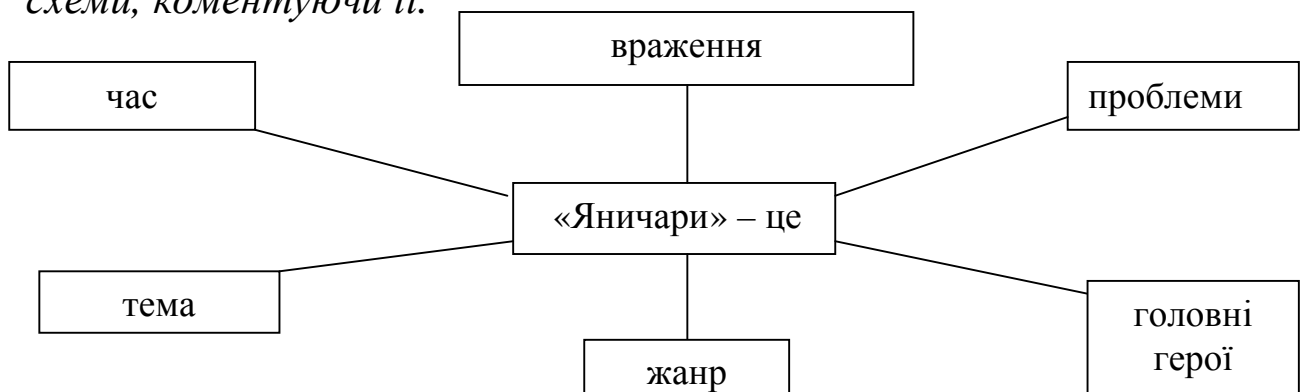 схеми, коментуючи її.
враження
час
проблеми
«Яничари» – це
тема
головні
герої
жанр